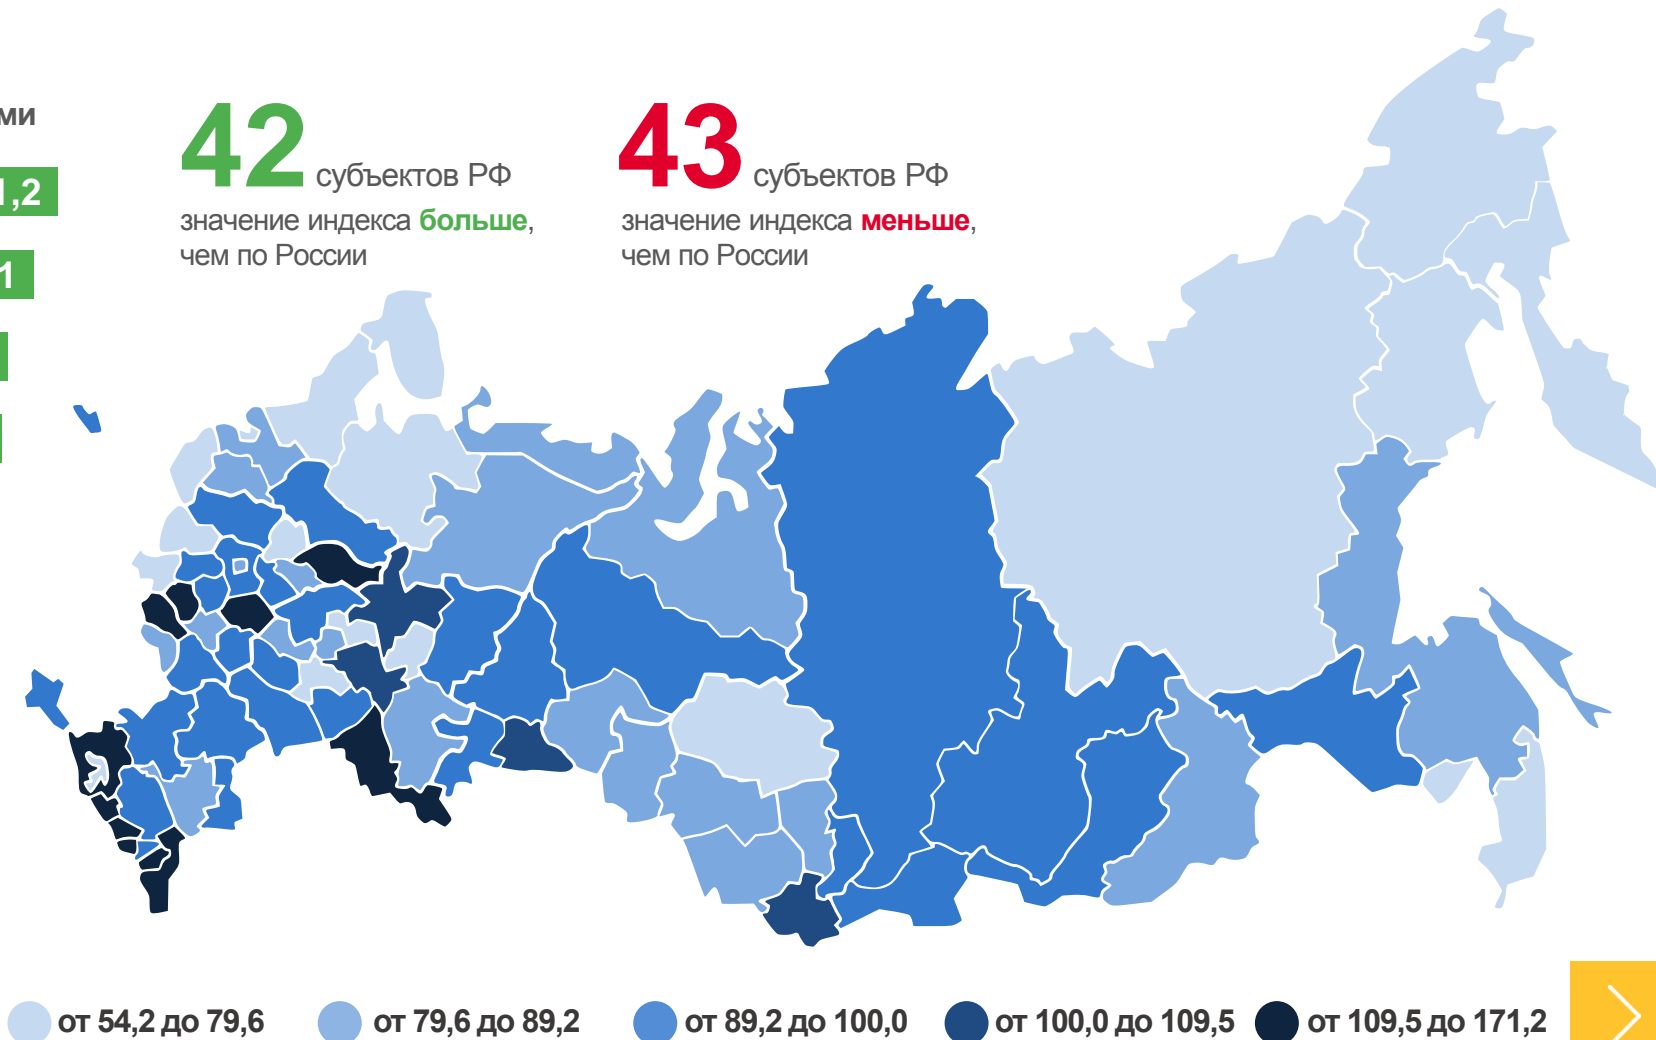 ми
42 субъектов РФ
значение индекса больше,
чем по России
43 субъектов РФ
значение индекса меньше,
чем по России
1,2
1
от 54,2 до 79,6
от 79,6 до 89,2
от 89,2 до 100,0
от 100,0 до 109,5
от 109,5 до 171,2